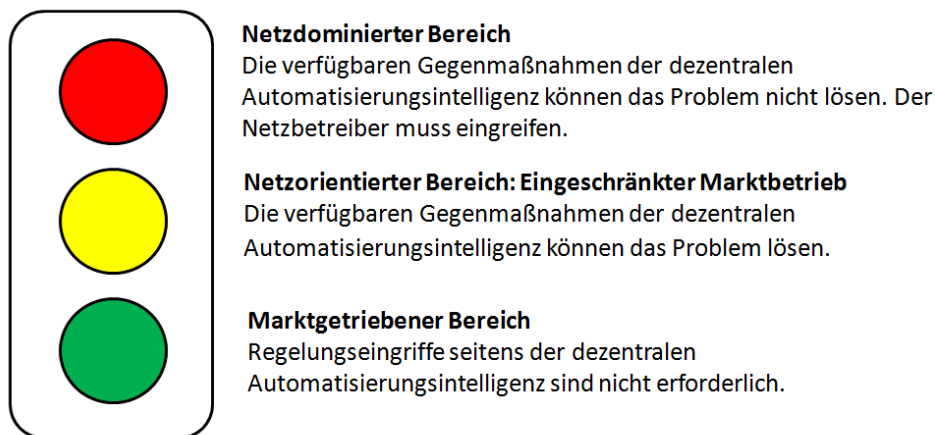 Netzdominierter Bereich
Die verfügbaren Gegenmaßnahmen der dezentralen
Automatisierungsintelligenz können das Problem nicht lösen. Der
Netzbetreiber muss eingreifen.
Netzorientierter Bereich: Eingeschränkter Marktbetrieb
Die verfügbaren Gegenmaßnahmen der dezentralen
Automatisierungsintelligenz können das Problem lösen.
Marktgetriebener Bereich
Regelungseingriffe seitens der dezentralen
Automatisierungsintelligenz sind nicht erforderlich.